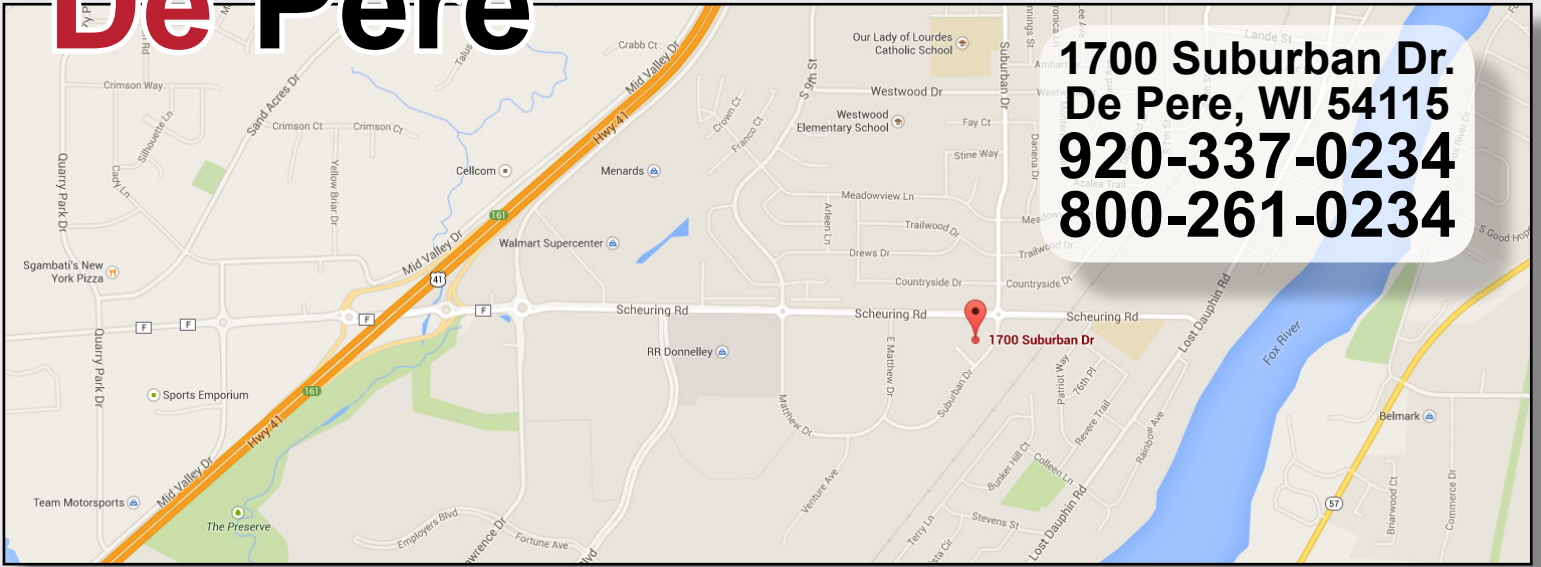 De Pere
1700 Suburban Dr.
De Pere, WI 54115
920-337-0234
800-261-0234
Crabb Ct
Talus
Mid Valley Dr
Hwy 41
Crimson Way
Sand Acres Dr
Silhouette Ln
Crimson Ct
Crimson Ct
Cady Ln
Yellow Briar Dr
Quarry Park Dr
Cellcom
Menards
161
Walmart Supercenter
Mid Valley Dr
41
Sgambati's New
York Pizza
F
F
F
F
Quarry Park Dr
Sports Emporium
161
Hwy 41
Mid Valley Dr
Team Motorsports
The Preserve
Employers Blvd
Fortune Ave
Our Lady of Lourdes
Catholic School
Suburban Dr
Lande St
S 9th St
Westwood Dr
Crown Ct
Franco Ct
Westwood
Elementary School
Fay Ct
Danena Dr
Stine Way
Azalea Trail
Meadowview Ln
Arleen Ln
Trailwood Dr
Trailwood Dr
Drews Dr
Countryside Dr
Countryside Dr
Scheuring Rd
Scheuring Rd
Scheuring Rd
1700 Suburban Dr
RR Donnelley
E Matthew Dr
Matthew Dr
Suburban Dr
Patriot Way
Revere Trail
Rainbow Ave
Bunker Hill Ct
Colleen Ln
Venture Ave
Terry Ln
Stevens St
Lost Dauphin Rd
Lost Dauphin Rd
Fox River
Belmark
57
Briarwood Ct
Commerce Dr